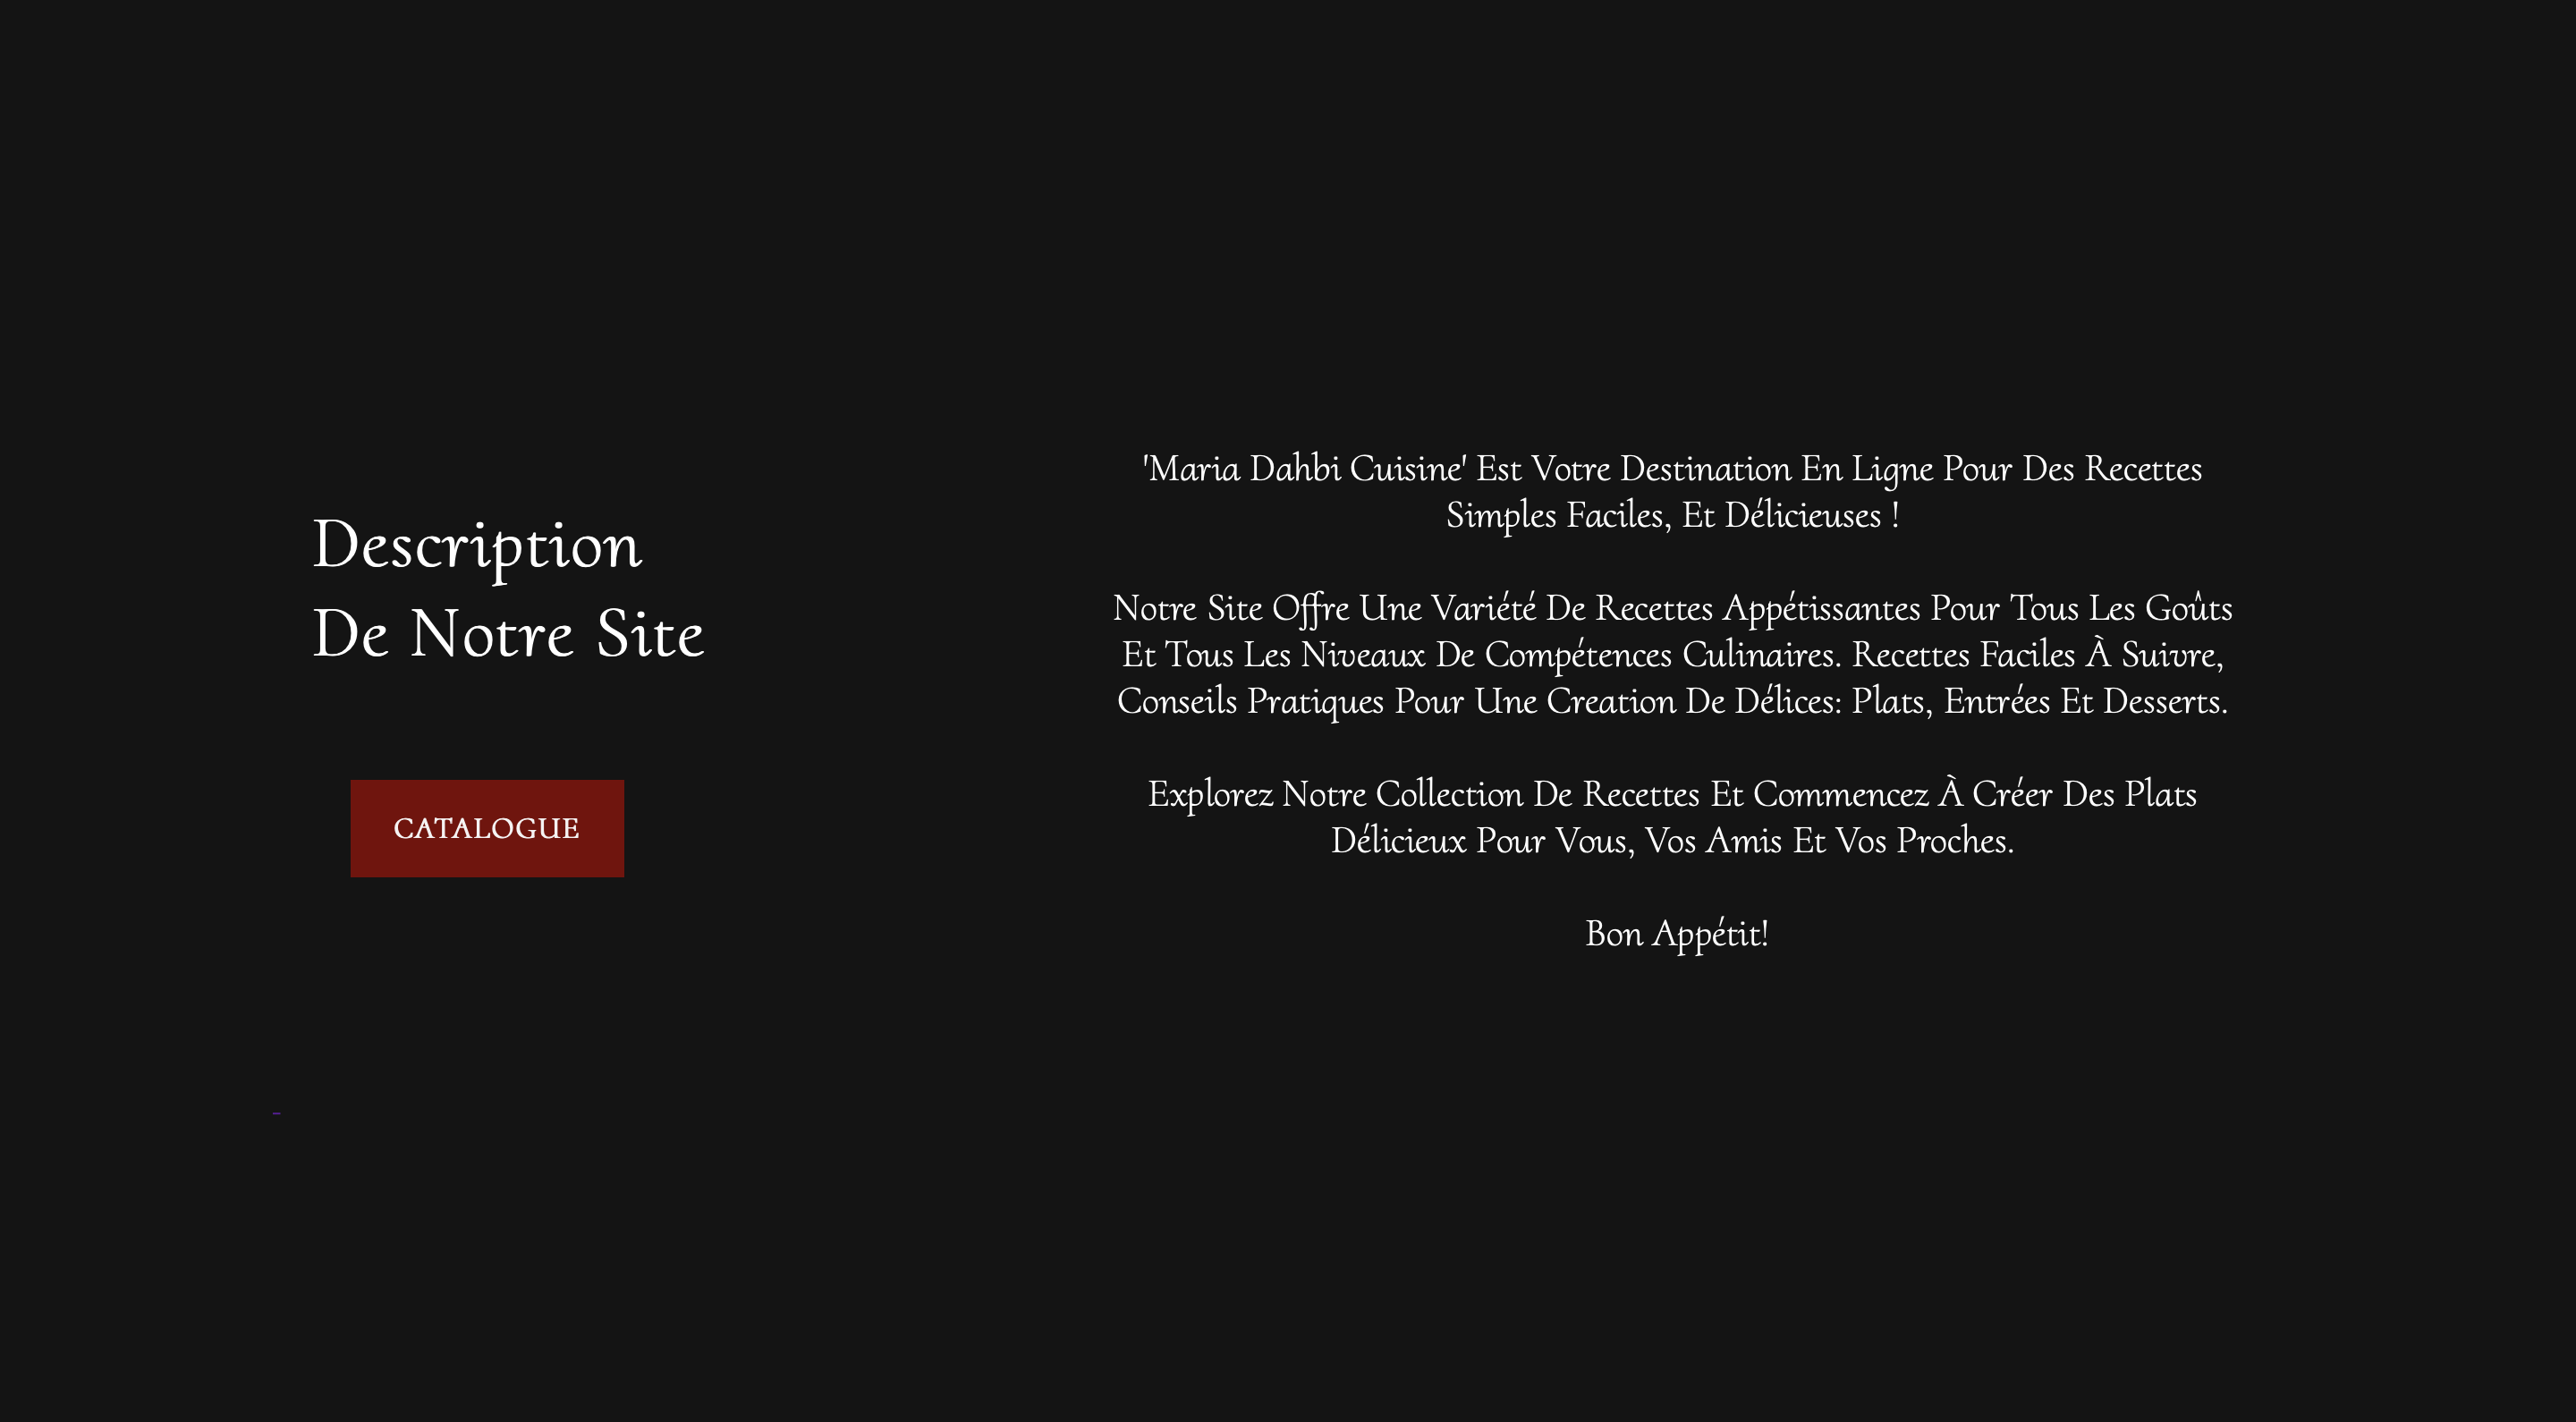 Description
De Notre Site
CATALOGUE
'Maria Dahbi Cuisine' Est Votre Destination En Ligne Pour Des Recettes
Simples Faciles, Et Délicieuses !
Notre Site Offre Une Variété De Recettes Appétissantes Pour Tous Les Goûts
Et Tous Les Niveaux De Compétences Culinaires. Recettes Faciles À Suivre,
Conseils Pratiques Pour Une Creation De Délices: Plats, Entrées Et Desserts.
Explorez Notre Collection De Recettes Et Commencez À Créer Des Plats
Délicieux Pour Vous, Vos Amis Et Vos Proches.
Bon Appétit!